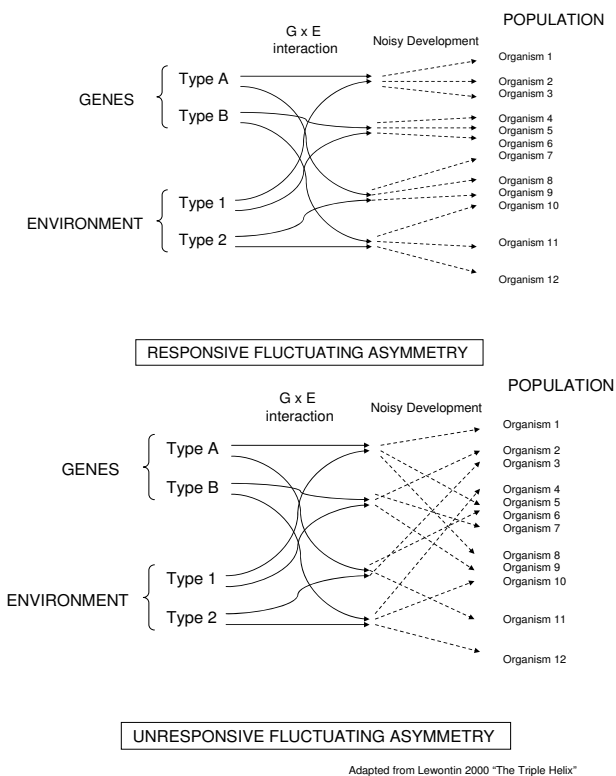 POPULATION
G x E
interaction
Noisy Development
Organism 1
Type A
Organism 2
GENES
Organism 3
Type B
Organism 4
Organism 5
Organism 6
Organism 7
Organism 8
Type 1
Organism 9
Organism 10
ENVIRONMENT
Type 2
Organism 11
Organism 12
RESPONSIVE FLUCTUATING ASYMMETRY
POPULATION
G x E
interaction
Noisy Development
Organism 1
Type A
Organism 2
GENES
Organism 3
Type B
Organism 4
Organism 5
Organism 6
Organism 7
Organism 8
Organism 9
Type 1
Organism 10
ENVIRONMENT
Type 2
Organism 11
Organism 12
UNRESPONSIVE FLUCTUATING ASYMMETRY
Adapted from Lewontin 2000 "The Triple Helix"